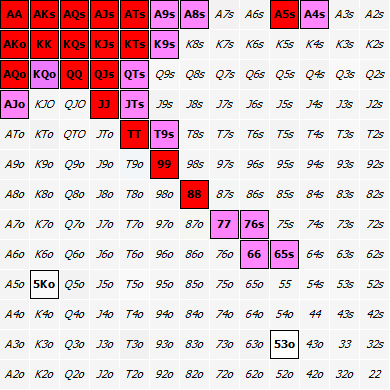 AA AKs AQs AJs ATs A9s A8s A7s A6s A5s A4s A3s A2s
AKo KK KQs KJs KTs K9s K8s K7s K6s K5s K4s K3s K2s
AQo KQo QQ QJs QTs Q9s Q8s Q7s Q6s Q5s Q4s Q3s Q2s
AJo KJO QJO JJ JTs J9s J8s J7s J6s J5s J4s J3s J2s
ATo KTo QTO JTo TT T9s T8s T7s T6s T5s T4s T3s T2s
A9o K9o Q9o J9o T9o 99 98s 97s 96s 95s 94s 93s 92s
A8o K8o Q8o J8o T8o 98o 88 87s 86s 85s 84s 83s 82s
A7o K7o Q7o J7o T7o 97o 87o 77 76s 75s 74s 73s 72s
A6o K6o Q6o J6o T6o 96o 86o 76o 66 65s 64s 63s 62s
A5o 5Ko Q5o J5o T5o 95o 85o 75o 65o 55 54s 53s 52s
A4o K4o Q4o J4o T4o 94o 84o 74o 64o 54o 44 43s 42s
A3o K3o Q3o J3o T3o 93o 83o 73o 63o 53o 43o 33 32s
A2o K2o Q2o J2o T2o 92o 82o 72o 62o 52o 42o 32o 22